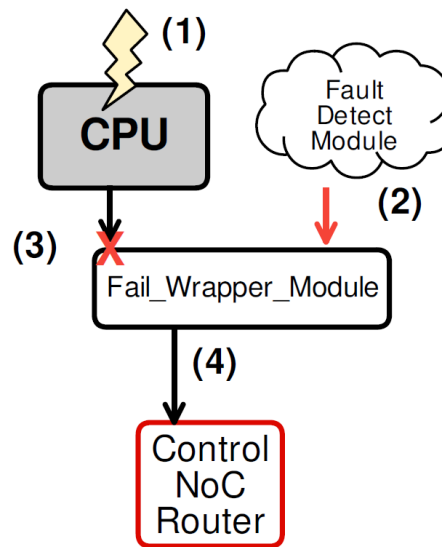 (1)
CPU
Fault
Detect
Module
(2)
(3)
X
Fail_Wrapper_Module
(4)
Control
NoC
Router